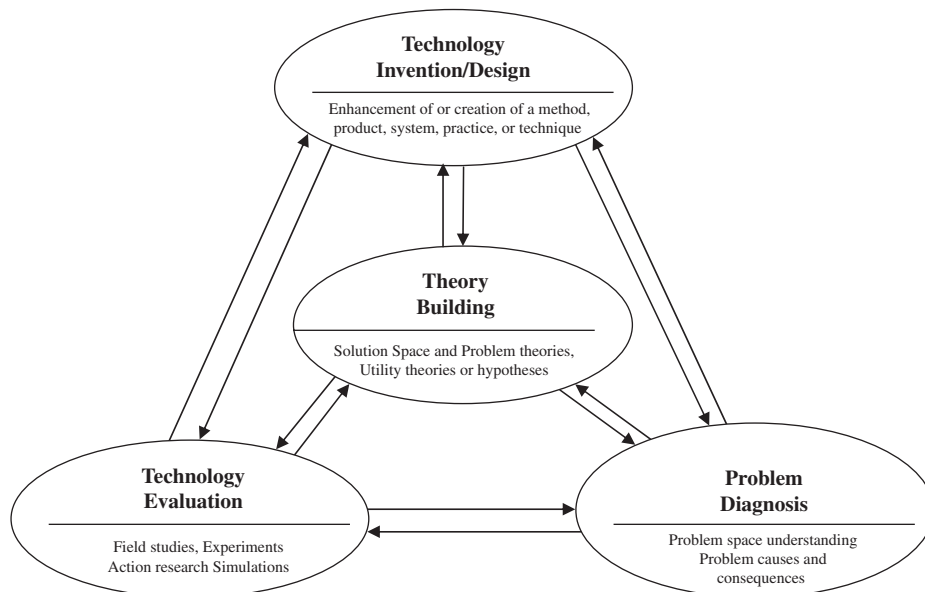 Technology
Invention/Design
Enhancement of or creation of a method,
product, system, practice, or technique
Theory
Building
Solution Space and Problem theories,
Utility theories or hypotheses
Technology
Evaluation
Field studies, Experiments
Action research Simulations
Problem
Diagnosis
Problem space understanding
Problem causes and
consequences